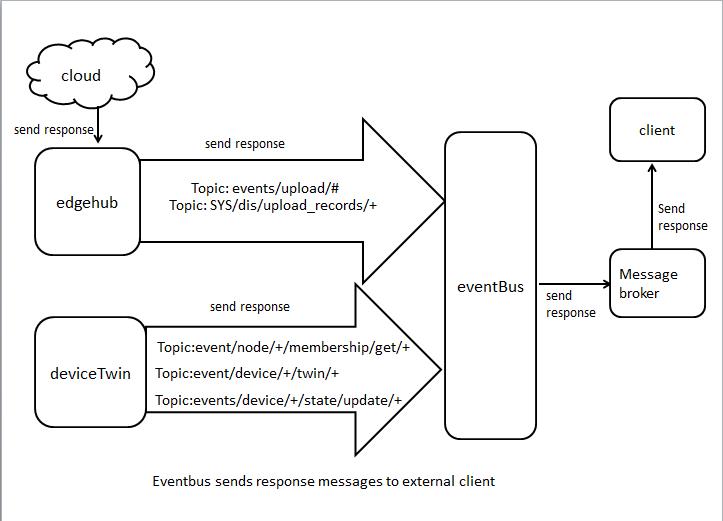 cloud
send response
edgehub
send response
Topic: events/upload/#
Topic: SYS/dis/upload_records/+
deviceTwin
send response
Topic:event/node/+/membership/get/+
Topic:event/device/+/twin/+
Topic:events/device/+/state/update/+
eventBus
send
response
Message
broker
Send
response
client
Eventbus sends response messages to external client